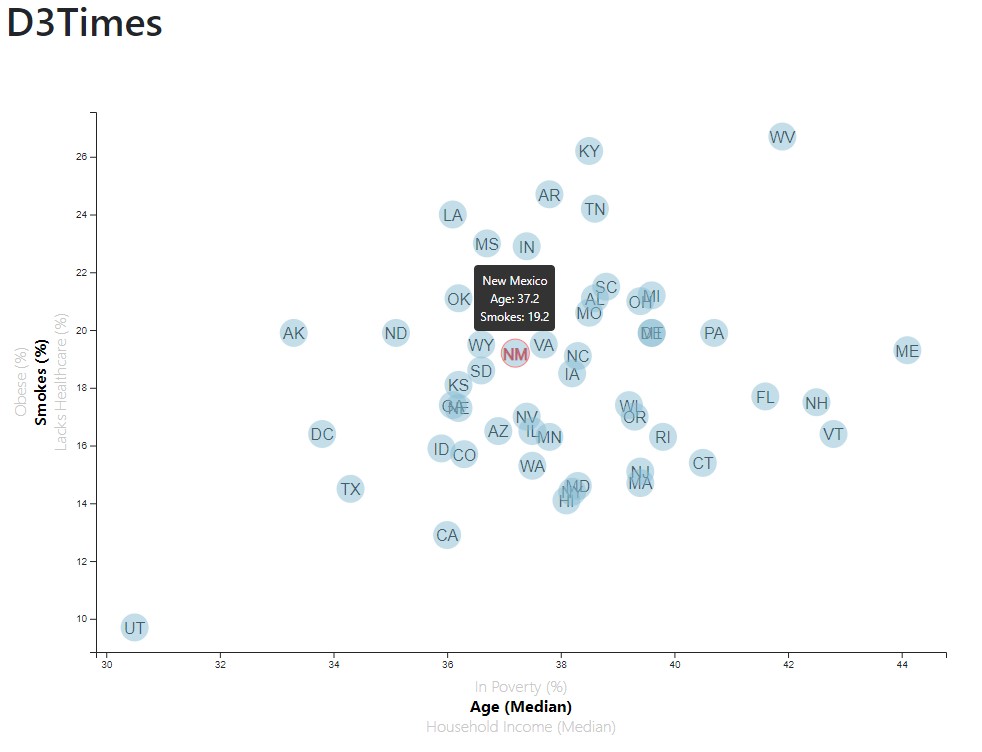 D3Times
26
24
22
20
18
16
14
12
10
Obese (%)
Smokes (%)
Lacks Healthcare (%)
WV
KY
AR
TN
LA
MS
IN
New Mexico
Age: 37.2
Smokes: 19.2
SC
MI
OK
AL
OH
MO
AK
ND
PA
WY
VA
NM
NC
ME
SD
IA
KS
FL
NH
WI
OR
NE
NV
AZ
IL
MN
DC
RI
VT
ID
CO
CT
WA
NJ
MA
TX
MD
HI
CA
UT
30
32
34
36
38
40
42
44
In Poverty (%)
Age (Median)
Household Income (Median)